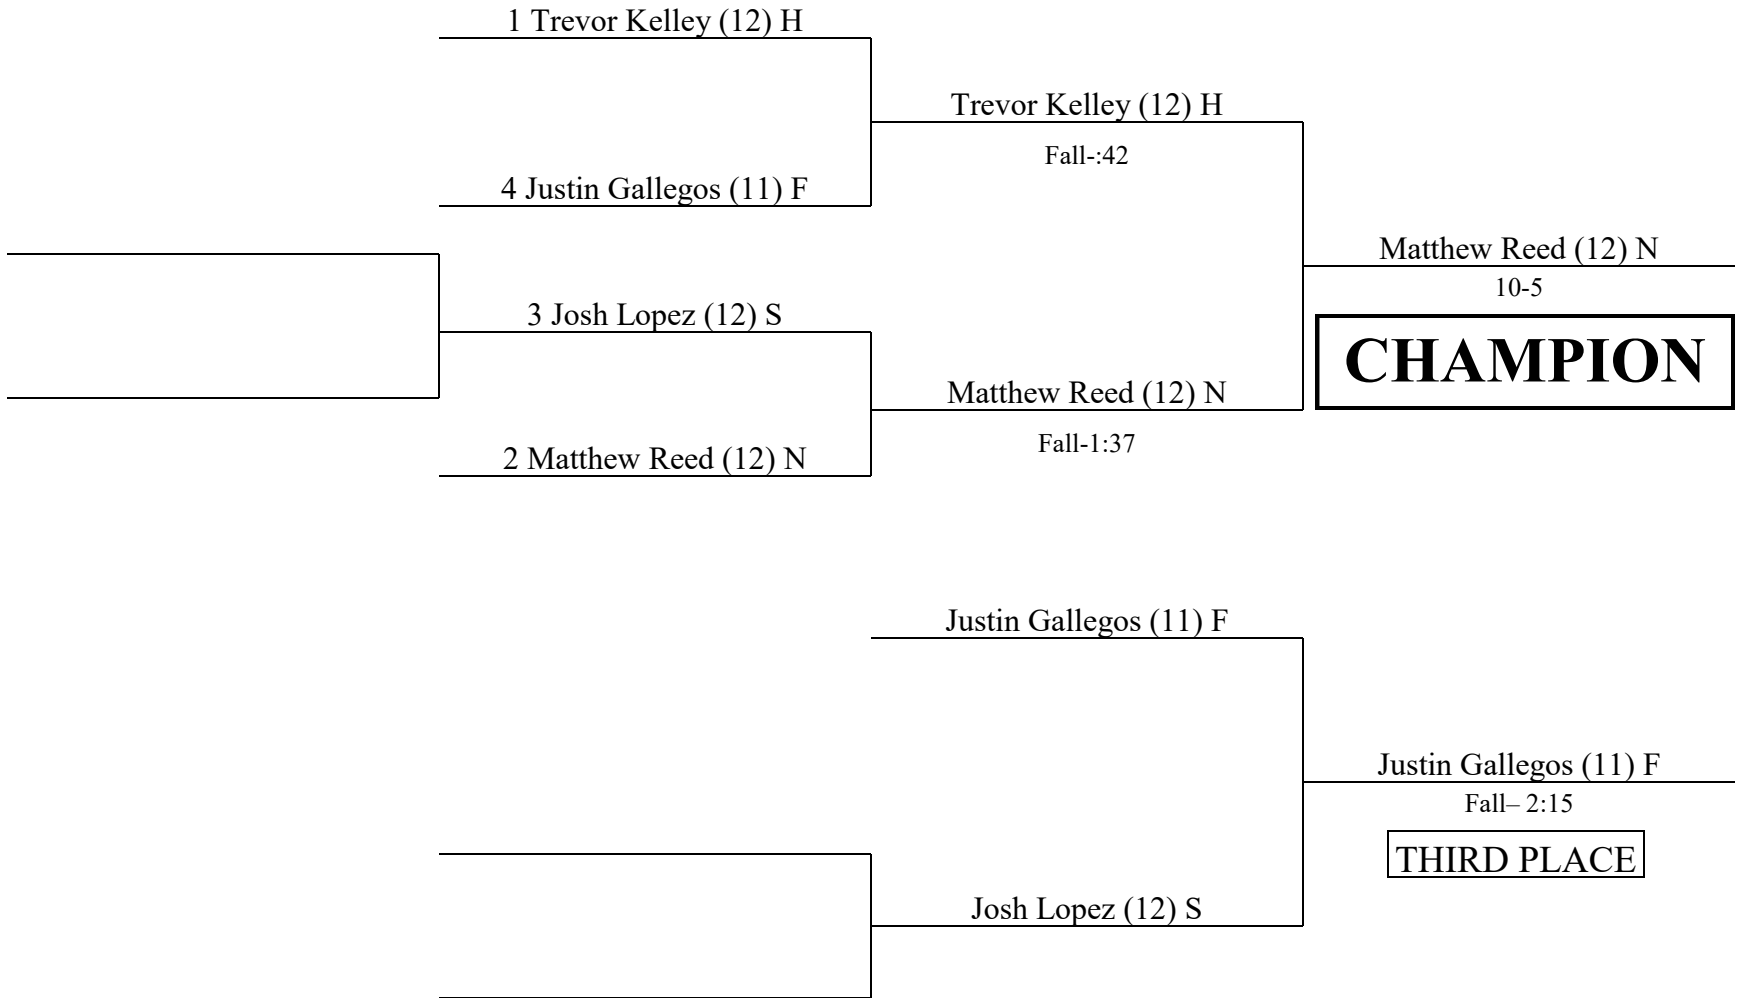 1 Trevor Kelley (12) H
Trevor Kelley (12) H
Fall-:42
4 Justin Gallegos (11) F
Matthew Reed (12) N
10-5
3 Josh Lopez (12) S
CHAMPION
Matthew Reed (12) N
Fall-1:37
2 Matthew Reed (12) N
Justin Gallegos (11) F
Justin Gallegos (11) F
Fall– 2:15
THIRD PLACE
Josh Lopez (12) S